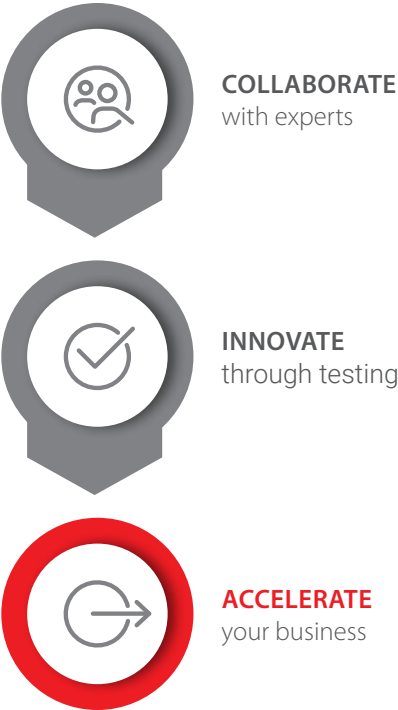 COLLABORATE
with experts
INNOVATE
through testing
ACCELERATE
your business